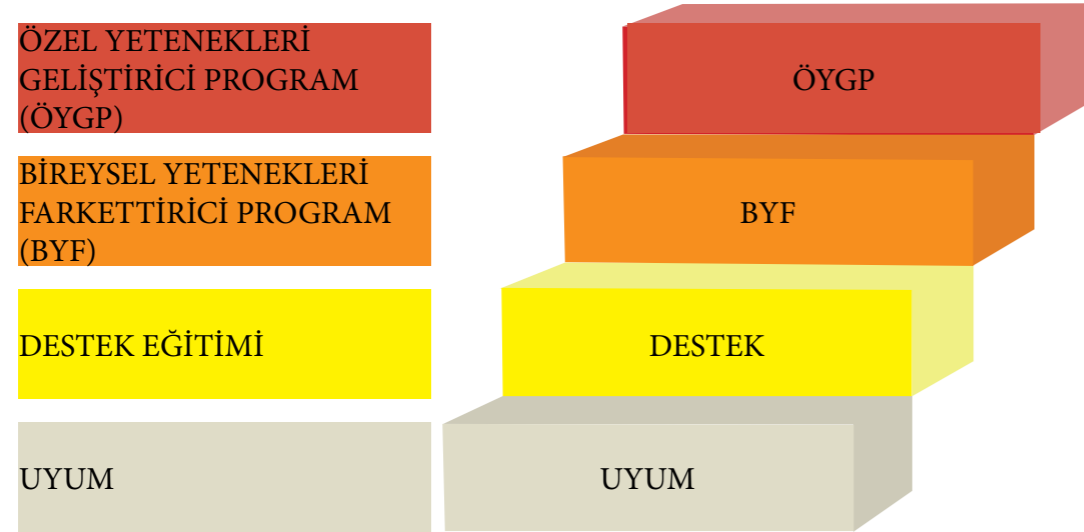 ÖZEL YETENEKLERİ
GELİŞTİRİCİ PROGRAM
(ÖYGP)
ÖYGP
BİREYSEL YETENEKLERİ
FARKETTİRİCİ PROGRAM
(BYF)
BYF
DESTEK EĞİTİMİ
DESTEK
UYUM
UYUM